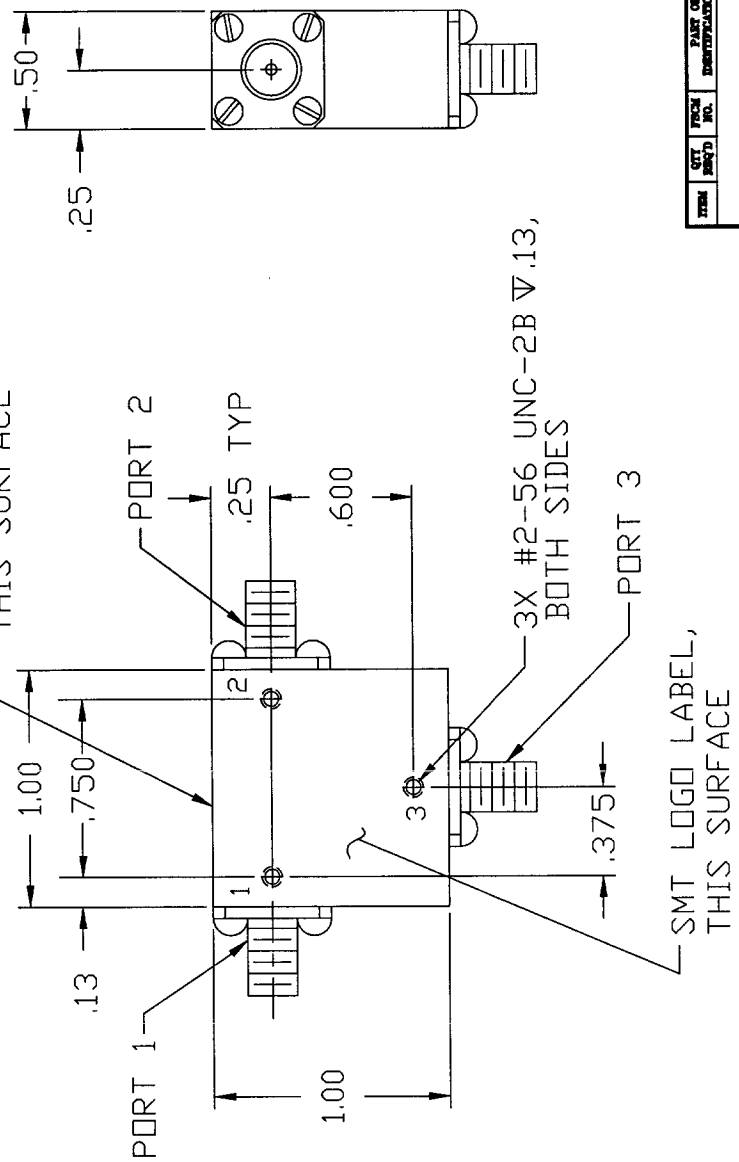 .50
.25
PORT 2
.25 TYP
.600
1.00
.750
.13
PORT 1
1.00
1
2
3
3X #2-56 UNC-2B ↧.13,
BOTH SIDES
PORT 3
.375
SMT LOGO LABEL,
THIS SURFACE
THIS SURFACE
ITEM
QTY
REQ'D
FSCM
NO.
PART
IDENTIFICATIO